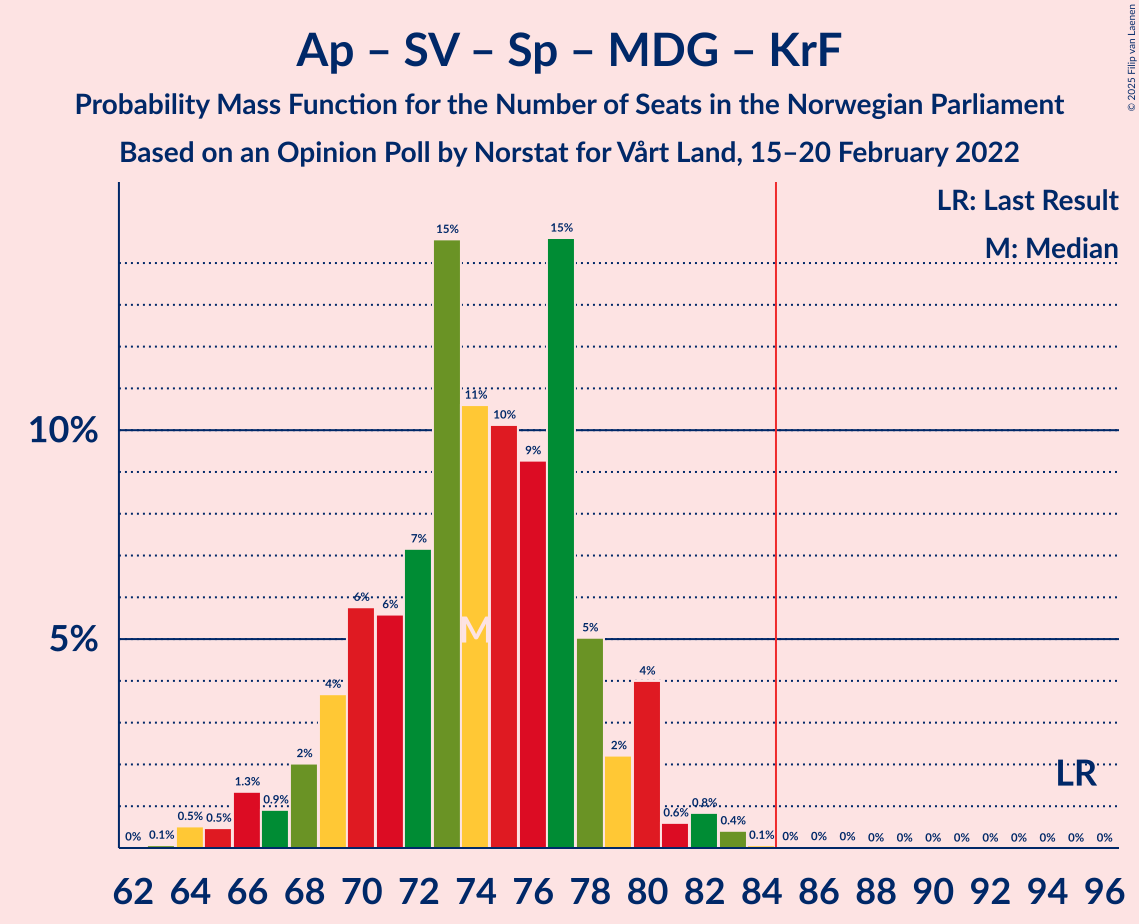 Ap – SV – Sp – MDG – KrF
Probability Mass Function for the Number of Seats in the Norwegian Parliament
Based on an Opinion Poll by Norstat for Vårt Land, 15–20 February 2022
© 2025 Filip van Laenen
LR: Last Result
M: Median
10%
5%
0% 0.1% 0.5% 0.5% 1.3% 0.9% 2% 4% 6% 6% 7% 15% 11% 10% 9% 15% 5% 2% 4% 0.6% 0.8% 0.4% 0.1% 0% 0% 0% 0% 0% 0% 0% 0% 0% 0% 0% 0%
M
LR
62 64 66 68 70 72 74 76 78 80 82 84 86 88 90 92 94 96